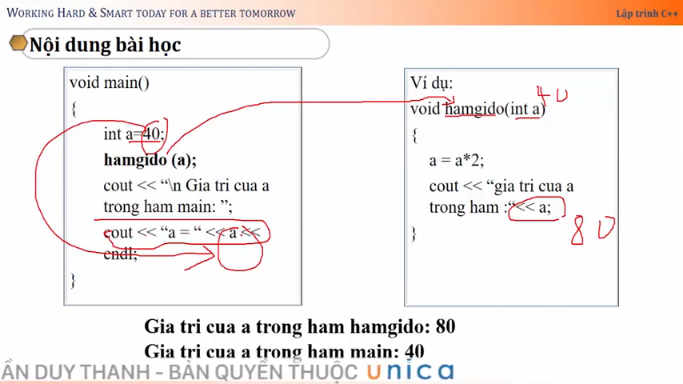 WORKING HARD & SMART TODAY FOR A BETTER TOMORROW
Lập trình C++
Nội dung bài học
void main()
{
int a=40;
hamgido (a);
cout << “\n Gia tri cua a
trong ham main: ”;
cout << “a = “ << a <<
endl;
}
Ví dụ:
void hamgido(int a)
40
{
a = a*2;
cout << “gia tri cua a
trong ham :“<< a;
80
}
Gia tri cua a trong ham hamgido: 80
Gia tri cua a trong ham main: 40
ẦN DUY THANH - BẢN QUYỀN THUỘC unica